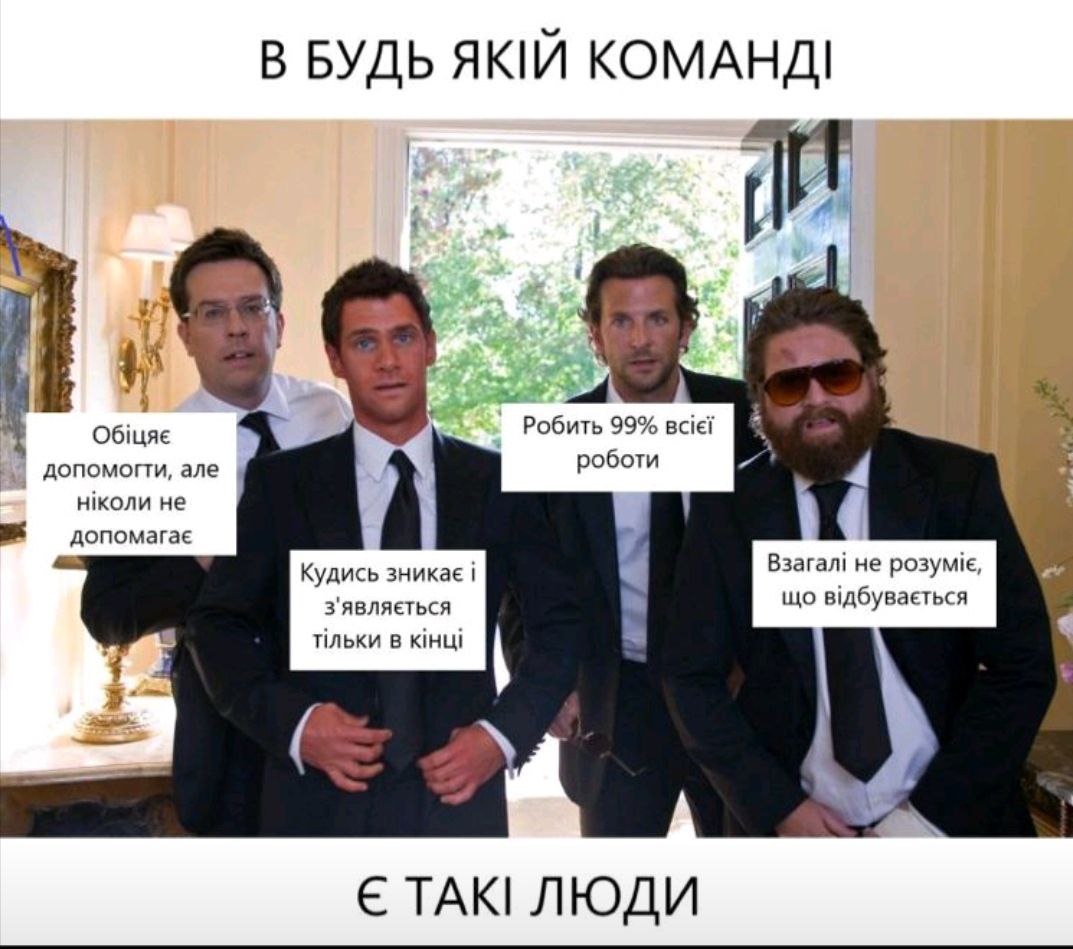 В БУДЬ ЯКІЙ КОМАНДІ
Обіцяє
допомогти, але
ніколи не
допомагає
Кудись зникає і
з'являється
тільки в кінці
Робить 99% всієї
роботи
Взагалі не розуміє,
що відбувається
Є ТАКІ ЛЮДИ